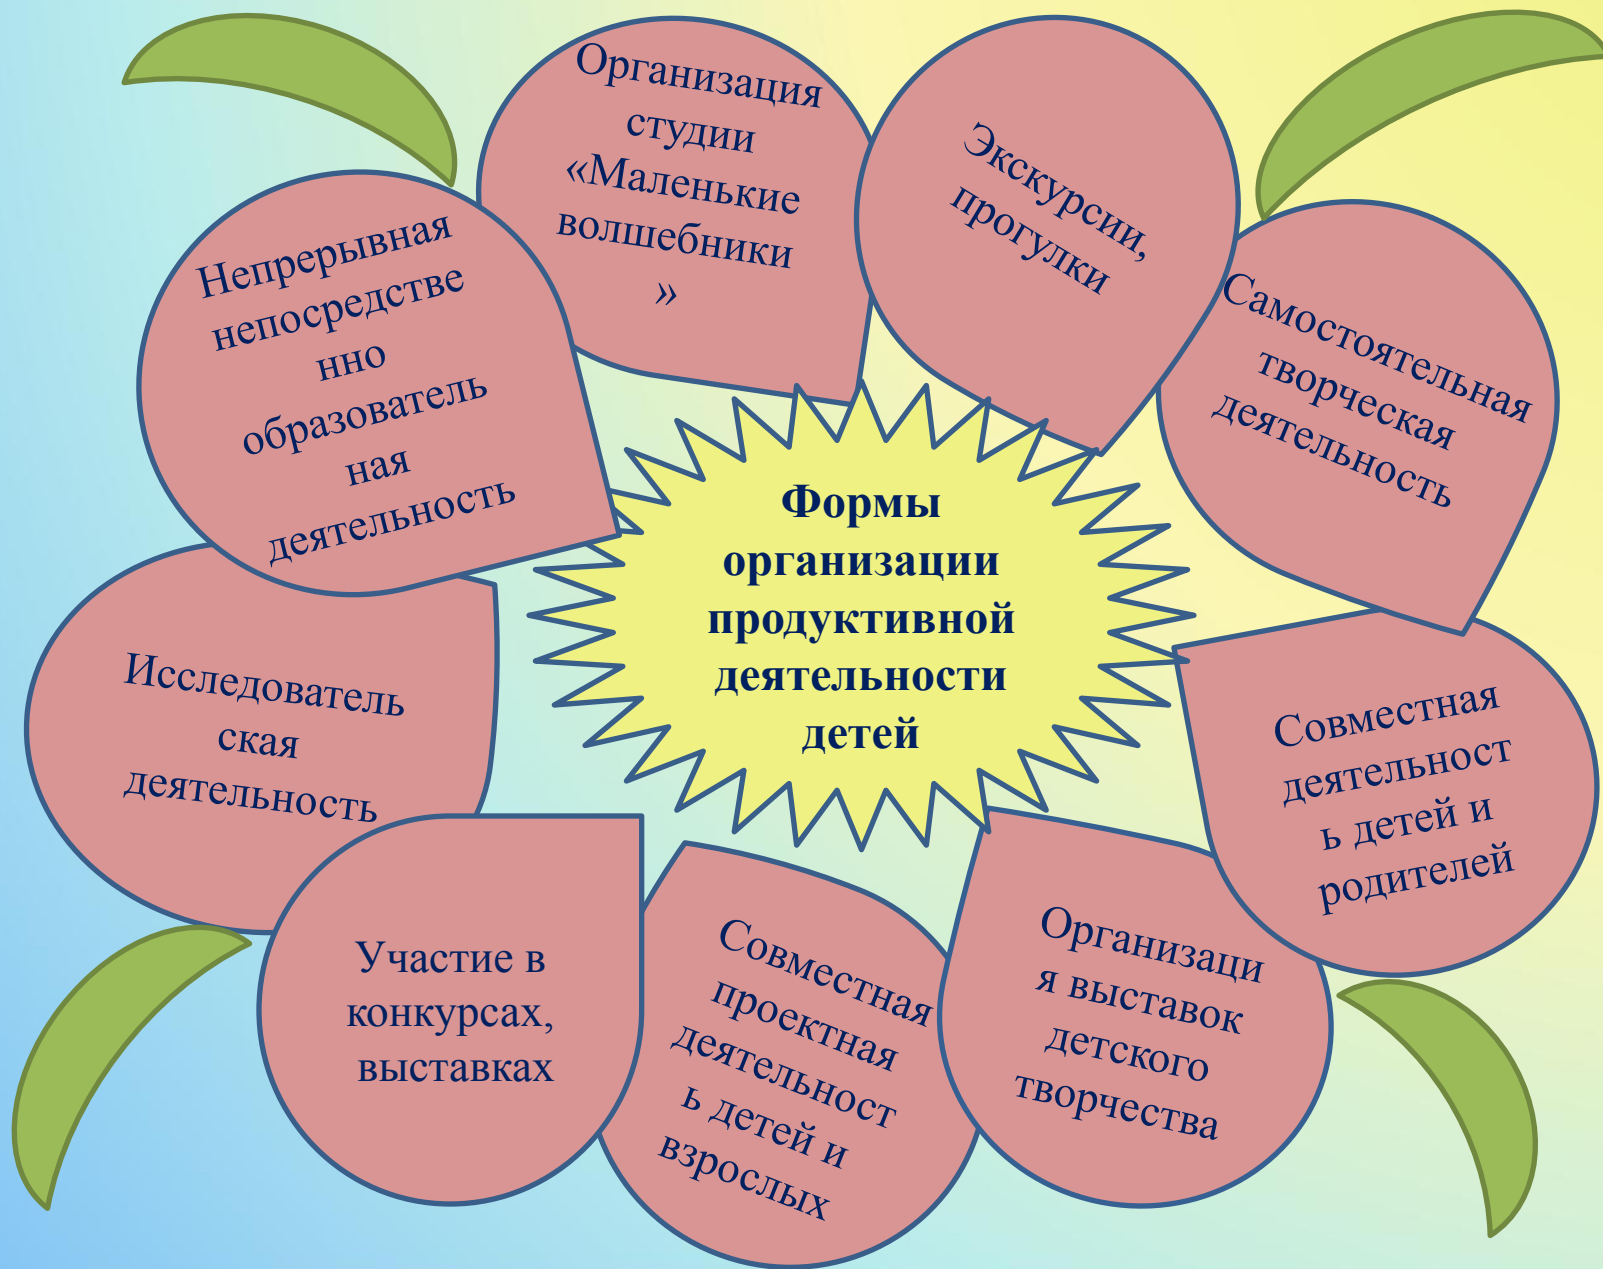 Организация
студии
«Маленькие
волшебники
»
Экскурсии,
прогулки
Самостоятельная
творческая
деятельность
Совместная
деятельност
ь детей и
родителей
Организаци
я выставок
детского
творчества
Совместная
проектная
деятельност
ь детей и
взрослых
Участие в
конкурсах,
выставках
Исследователь
ская
деятельность
Непрерывная
непосредстве
нно
образователь
ная
деятельность
Формы
организации
продуктивной
деятельности
детей